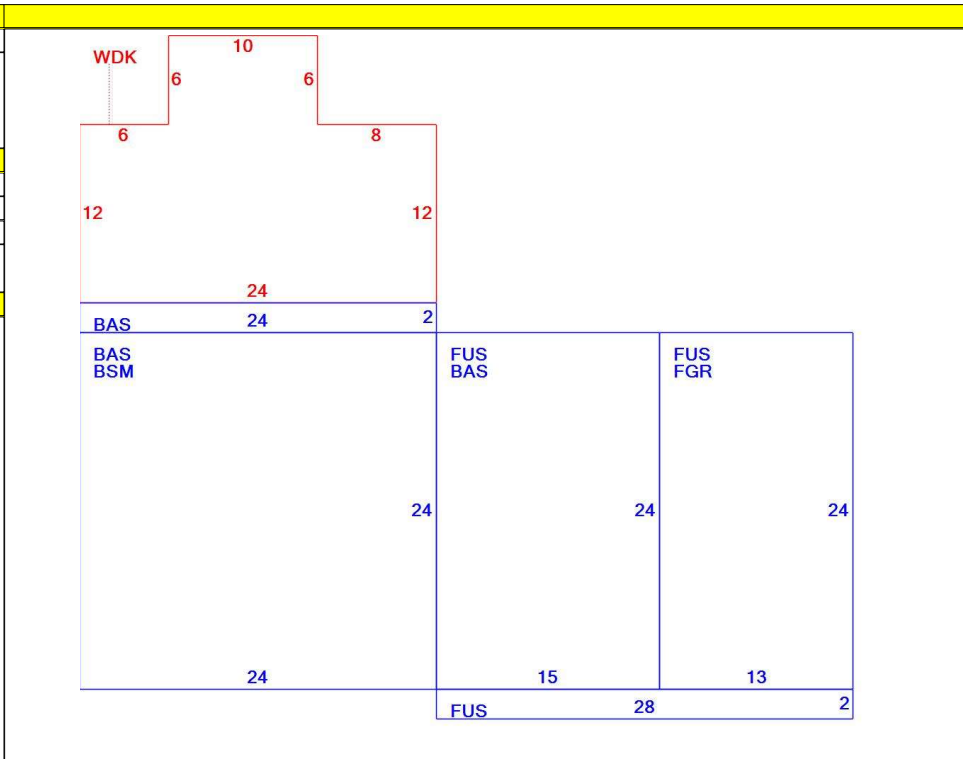 10
WDK
6 6
6 8
12 12
24
BAS 24 2
BAS FUS FUS
BSM BAS FGR
24 24 24
24 15 13
FUS 28 2